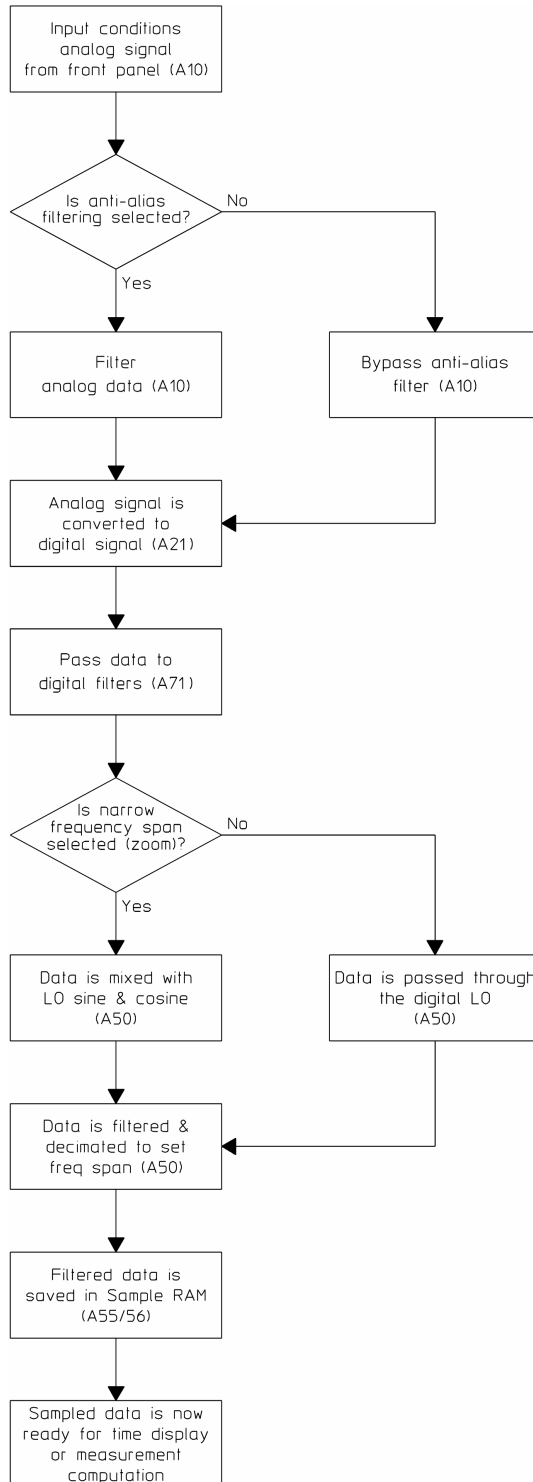 Input conditions
analog signal
from front panel (A10)
Is anti-alias
filtering selected?
No
Yes
Filter
analog data (A10)
Bypass anti-alias
filter (A10)
Analog signal is
converted to
digital signal (A21)
Pass data to
digital filters (A71)
Is narrow
frequency span
selected (zoom)?
No
Yes
Data is mixed with
LO sine & cosine
(A50)
Data is passed through
the digital LO
(A50)
Data is filtered &
decimated to set
freq span (A50)
Filtered data is
saved in Sample RAM
(A55/56)
Sampled data is now
ready for time display
or measurement
computation